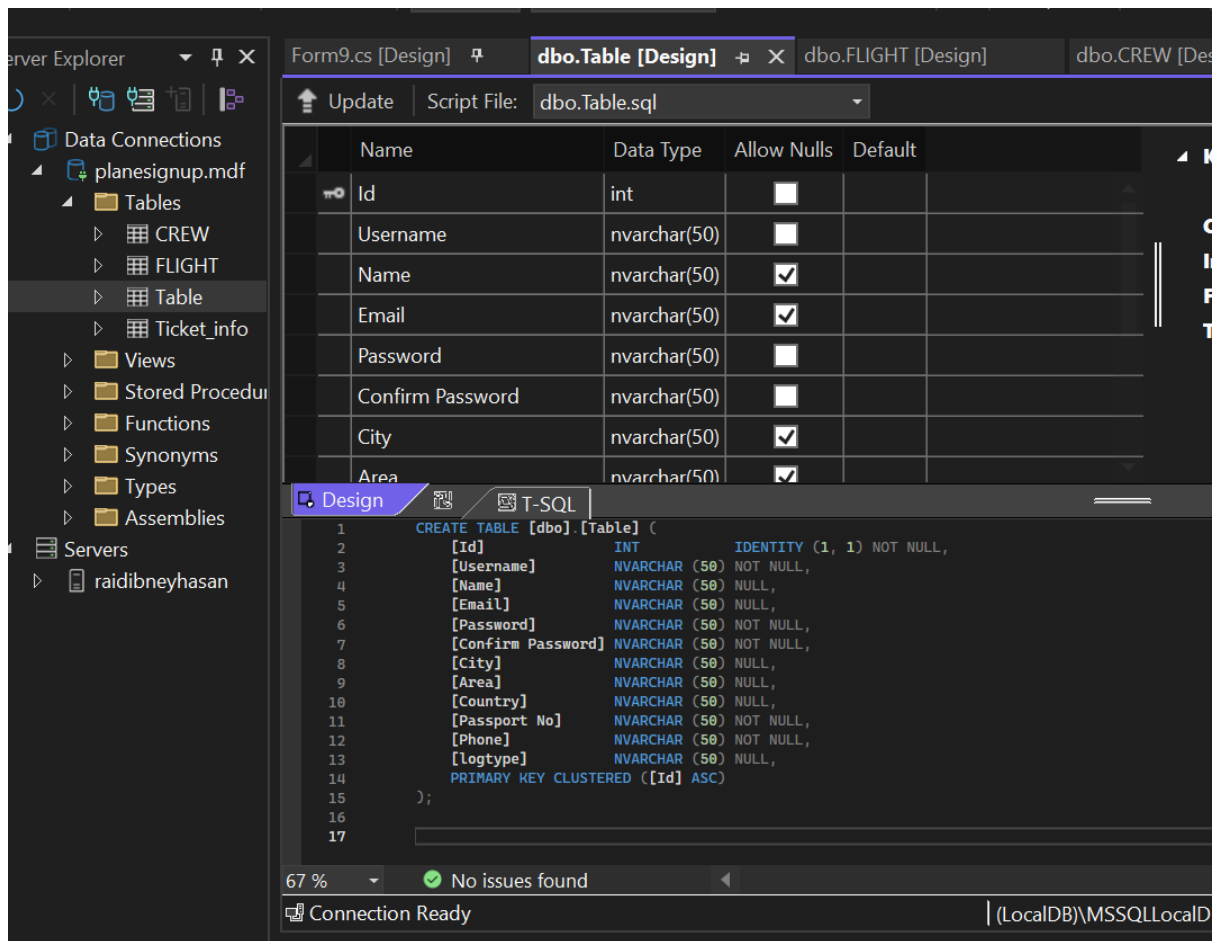 erver Explorer
Data Connections
planesignup.mdf
Tables
CREW
FLIGHT
Table
Ticket_info
Views
Stored Procedur
Functions
Synonyms
Types
Assemblies
Servers
raidibneyhasan
Form9.cs [Design]
dbo.Table [Design]
dbo.FLIGHT [Design]
dbo.CREW [Des
Update
Script File:
dbo.Table.sql
Name Data Type Allow Nulls Default
Id int
Username nvarchar(50)
Name nvarchar(50)
Email nvarchar(50)
Password nvarchar(50)
Confirm Password nvarchar(50)
City nvarchar(50)
Area nvarchar(50)
Design
T-SQL
1 CREATE TABLE [dbo].[Table] (
2 [Id] INT IDENTITY (1, 1) NOT NULL,
3 [Username] NVARCHAR (50) NOT NULL,
4 [Name] NVARCHAR (50) NULL,
5 [Email] NVARCHAR (50) NULL,
6 [Password] NVARCHAR (50) NOT NULL,
7 [Confirm Password] NVARCHAR (50) NOT NULL,
8 [City] NVARCHAR (50) NULL,
9 [Area] NVARCHAR (50) NULL,
10 [Country] NVARCHAR (50) NULL,
11 [Passport No] NVARCHAR (50) NOT NULL,
12 [Phone] NVARCHAR (50) NOT NULL,
13 [logtype] NVARCHAR (50) NULL,
14 PRIMARY KEY CLUSTERED ([Id] ASC)
15 );
16
17
67 %
No issues found
Connection Ready
(LocalDB)\MSSQLLocalD